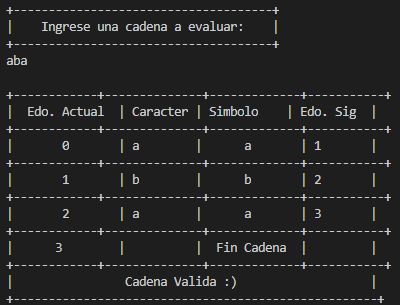 +-------------------------------------+
|    Ingrese una cadena a evaluar:    |
+-------------------------------------+
aba
+------------+----------+------------+----------+
| Edo. Actual | Caracter | Simbolo | Edo. Sig |
+------------+----------+------------+----------+
| 0 | a | a | 1 |
+------------+----------+------------+----------+
| 1 | b | b | 2 |
+------------+----------+------------+----------+
| 2 | a | a | 3 |
+------------+----------+------------+----------+
| 3 | | Fin Cadena | |
+------------+----------+------------+----------+
| Cadena Valida :) |
+-----------------------------------------------+